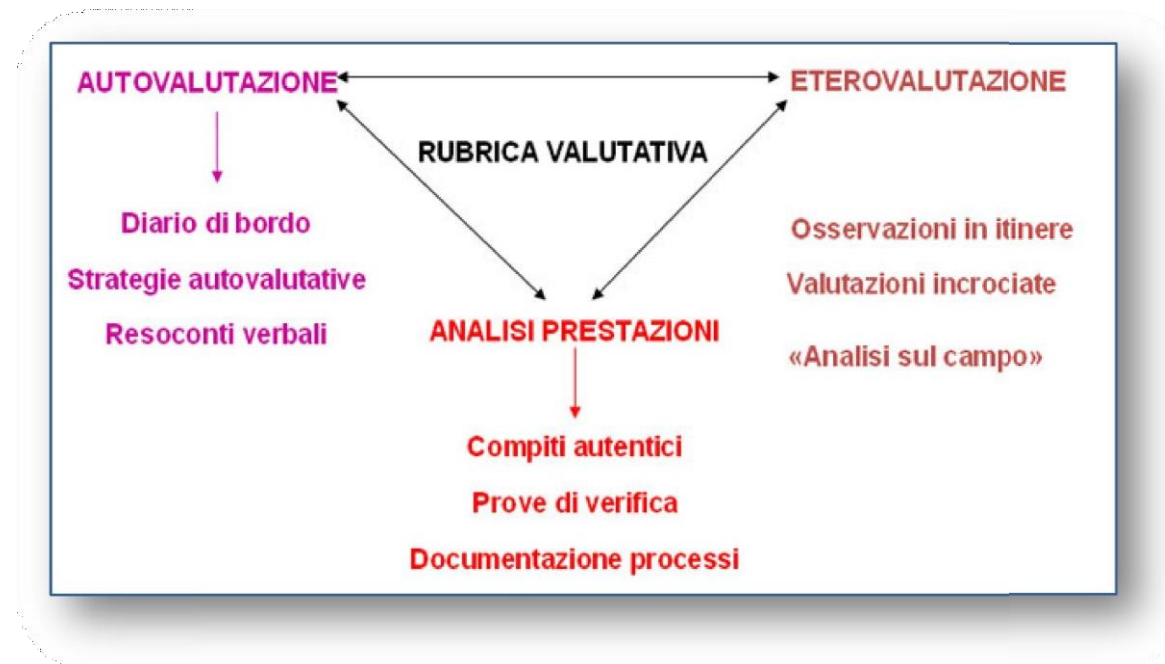 AUTOVALUTAZIONE
ETEROVALUTAZIONE
RUBRICA VALUTATIVA
Diario di bordo
Strategie autovalutative
Resoconti verbali
Osservazioni in itinere
Valutazioni incrociate
«Analisi sul campo»
ANALISI PRESTAZIONI
Compiti autentici
Prove di verifica
Documentazione processi